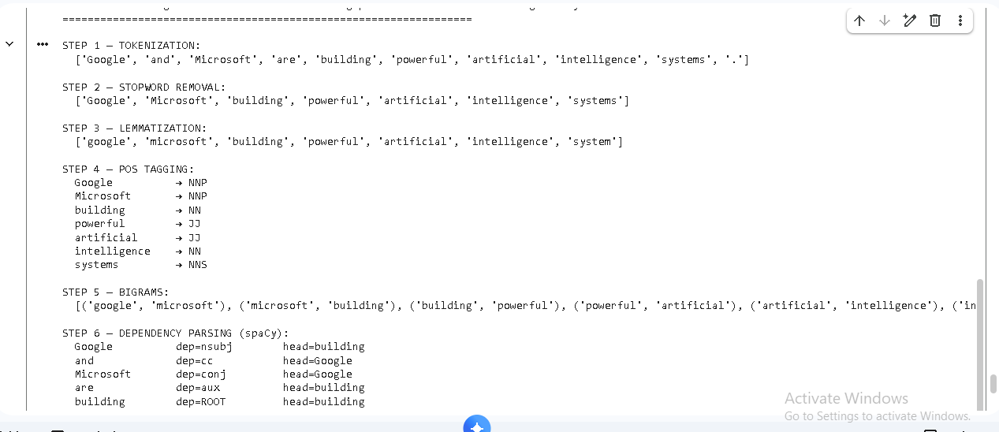 ============================================================
STEP 1 — TOKENIZATION:
['Google', 'and', 'Microsoft', 'are', 'building', 'powerful', 'artificial', 'intelligence', 'systems', '.']
STEP 2 — STOPWORD REMOVAL:
['Google', 'Microsoft', 'building', 'powerful', 'artificial', 'intelligence', 'systems']
STEP 3 — LEMMATIZATION:
['google', 'microsoft', 'building', 'powerful', 'artificial', 'intelligence', 'system']
STEP 4 — POS TAGGING:
Google → NNP
Microsoft → NNP
building → NN
powerful → JJ
artificial → JJ
intelligence → NN
systems → NNS
STEP 5 — BIGRAMS:
[('google', 'microsoft'), ('microsoft', 'building'), ('building', 'powerful'), ('powerful', 'artificial'), ('artificial', 'intelligence'), ('in
STEP 6 — DEPENDENCY PARSING (spaCy):
Google dep=nsubj head=building
and dep=cc head=Google
Microsoft dep=conj head=Google
are dep=aux head=building
building dep=ROOT head=building
Activate Windows
Go to Settings to activate Windows.